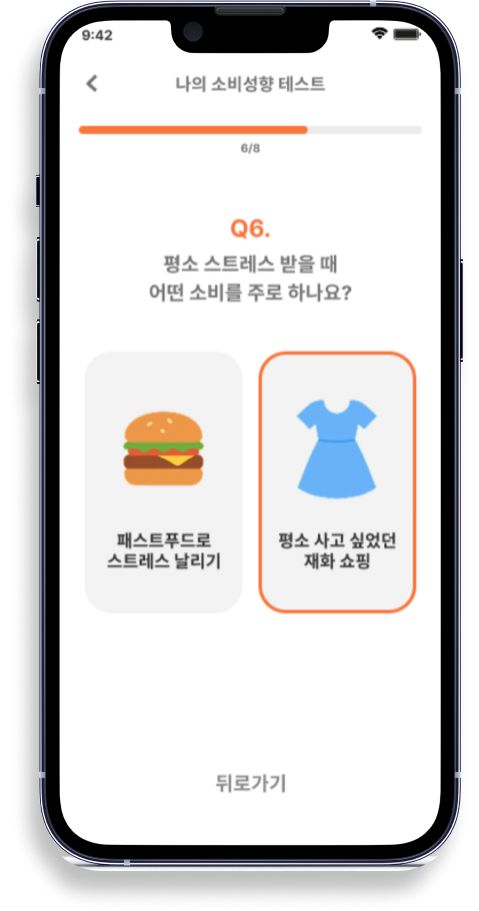 9:42
나의 소비성향 테스트
6/8
Q6.
평소 스트레스 받을 때
어떤 소비를 주로 하나요?
패스트푸드로
스트레스 날리기
평소 사고 싶었던
재화 쇼핑
뒤로가기